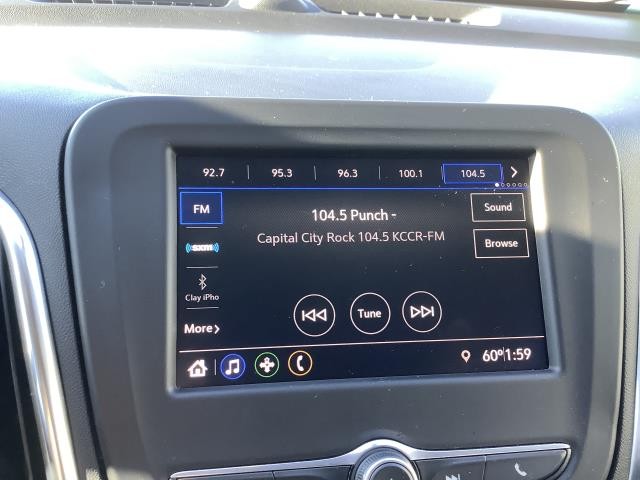 92.7 95.3 96.3 100.1 104.5
FM
104.5 Punch -
Sound
Capital City Rock 104.5 KCCR-FM
sxm
Browse
Clay iPho
Tune
More
60° 1:59